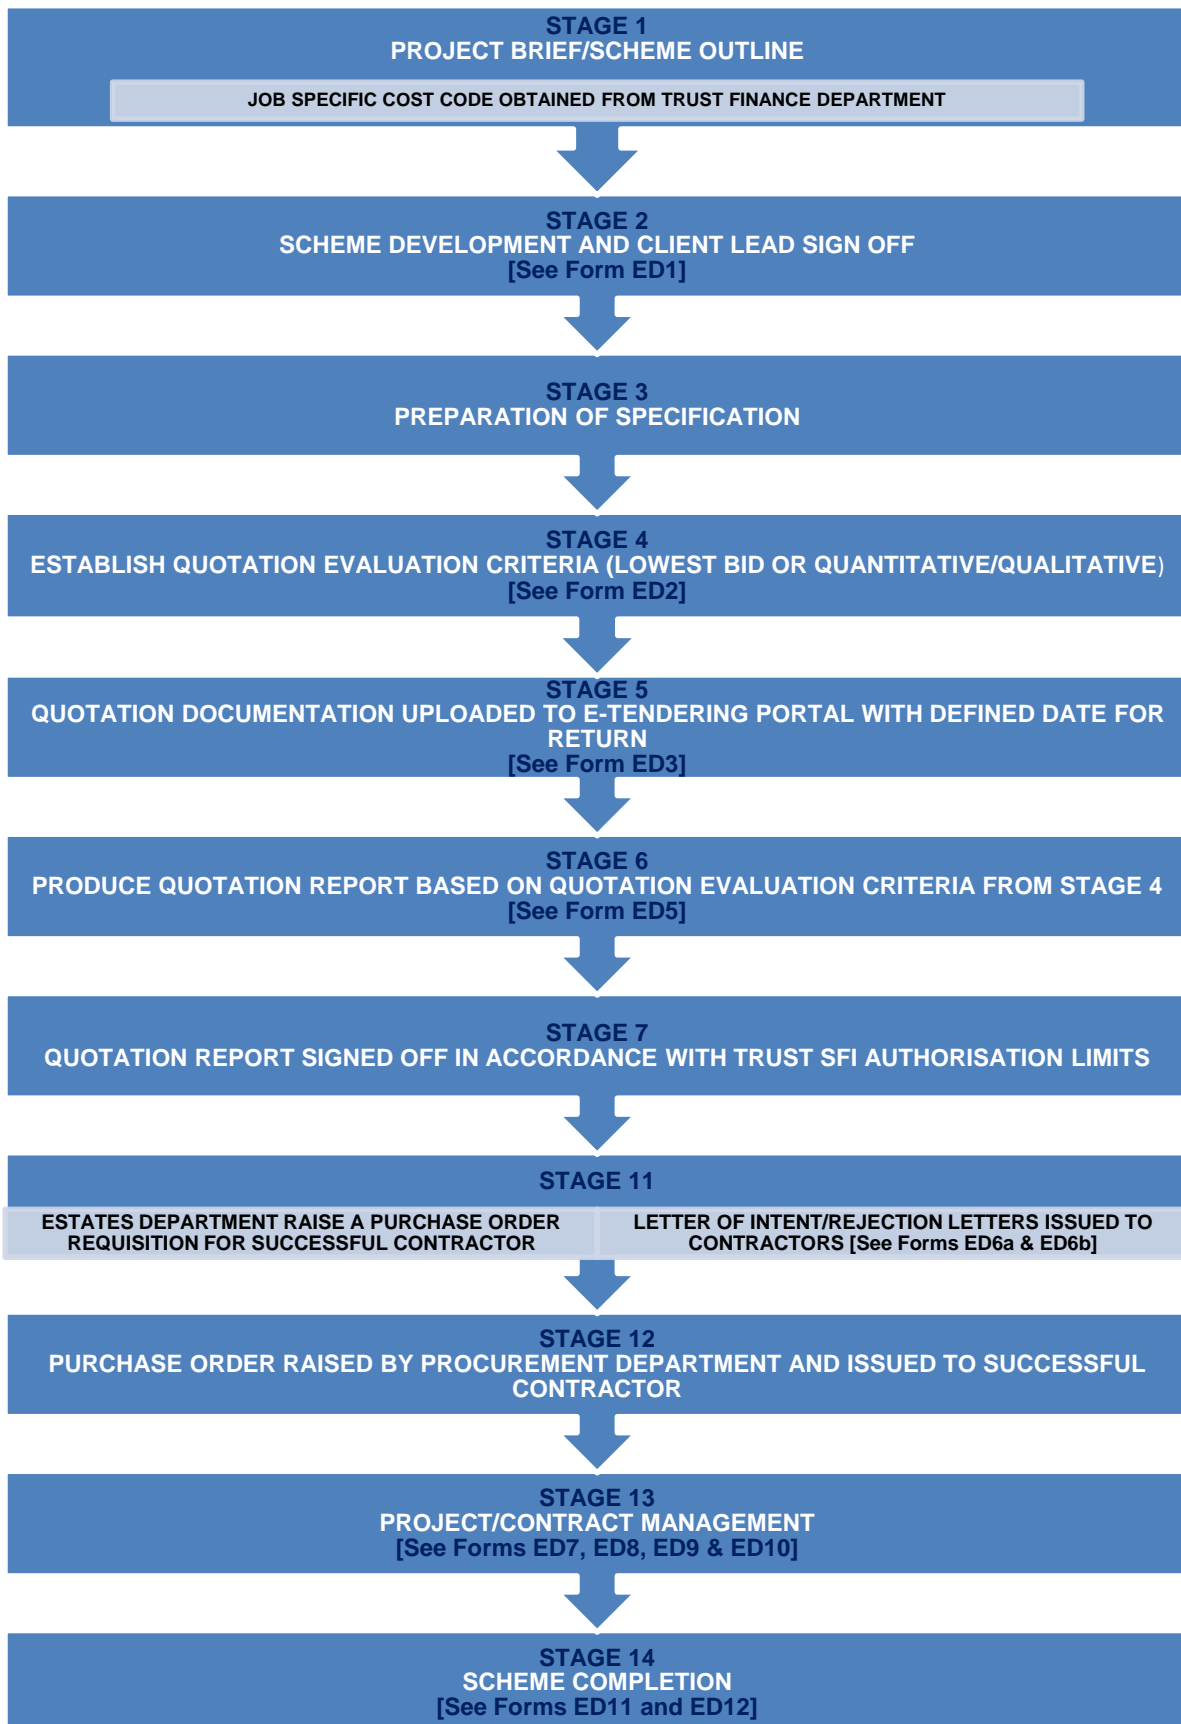 STAGE 1
PROJECT BRIEF/SCHEME OUTLINE
JOB SPECIFIC COST CODE OBTAINED FROM TRUST FINANCE DEPARTMENT
STAGE 2
SCHEME DEVELOPMENT AND CLIENT LEAD SIGN OFF
[See Form ED1]
STAGE 3
PREPARATION OF SPECIFICATION
STAGE 4
ESTABLISH QUOTATION EVALUATION CRITERIA (LOWEST BID OR QUANTITATIVE/QUALITATIVE)
[See Form ED2]
STAGE 5
QUOTATION DOCUMENTATION UPLOADED TO E-TENDERING PORTAL WITH DEFINED DATE FOR
RETURN
[See Form ED3]
STAGE 6
PRODUCE QUOTATION REPORT BASED ON QUOTATION EVALUATION CRITERIA FROM STAGE 4
[See Form ED5]
STAGE 7
QUOTATION REPORT SIGNED OFF IN ACCORDANCE WITH TRUST SFI AUTHORISATION LIMITS
STAGE 11
ESTATES DEPARTMENT RAISE A PURCHASE ORDER
REQUISITION FOR SUCCESSFUL CONTRACTOR
LETTER OF INTENT/REJECTION LETTERS ISSUED TO
CONTRACTORS [See Forms ED6a & ED6b]
STAGE 12
PURCHASE ORDER RAISED BY PROCUREMENT DEPARTMENT AND ISSUED TO SUCCESSFUL
CONTRACTOR
STAGE 13
PROJECT/CONTRACT MANAGEMENT
[See Forms ED7, ED8, ED9 & ED10]
STAGE 14
SCHEME COMPLETION
[See Forms ED11 and ED12]